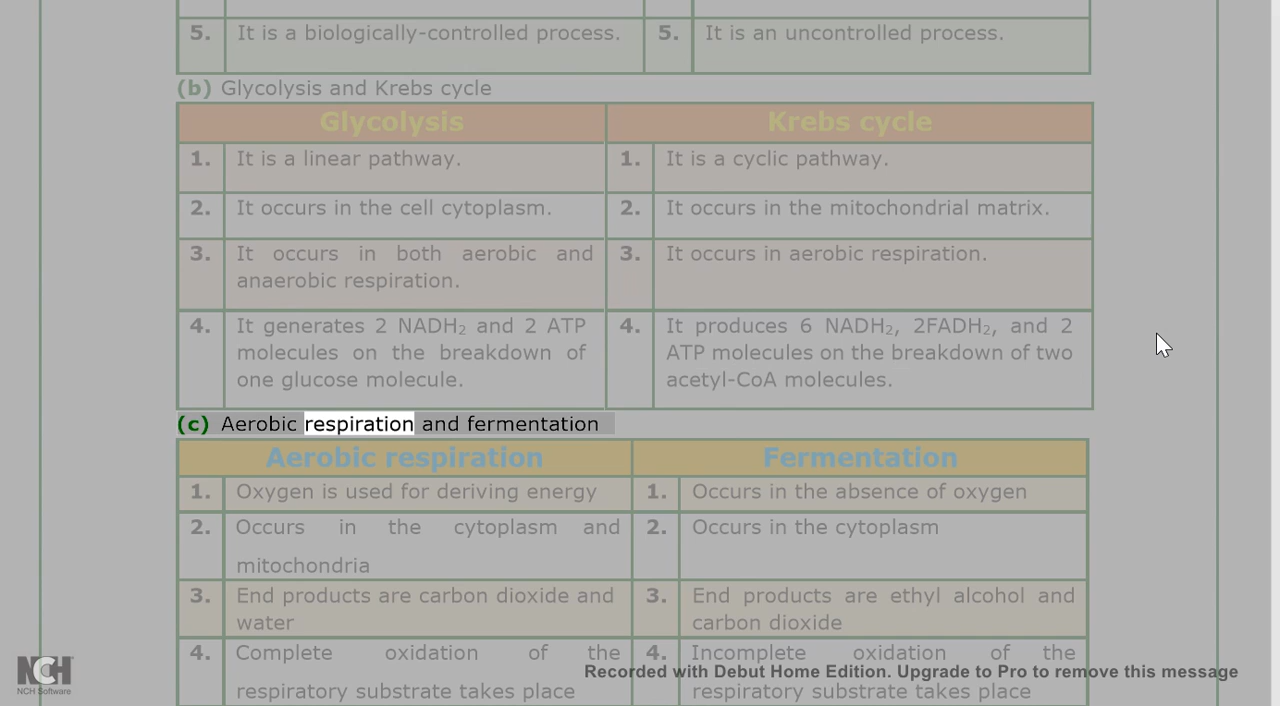 5. It is a biologically-controlled process. 5. It is an uncontrolled process.
(b) Glycolysis and Krebs cycle
Glycolysis Krebs cycle
1. It is a linear pathway. 1. It is a cyclic pathway.
2. It occurs in the cell cytoplasm. 2. It occurs in the mitochondrial matrix.
3. It occurs in both aerobic and 3. It occurs in aerobic respiration.
anaerobic respiration.
4. It generates 2 NADH₂ and 2 ATP 4. It produces 6 NADH₂, 2FADH₂, and 2
molecules on the breakdown of ATP molecules on the breakdown of two
one glucose molecule. acetyl-CoA molecules.
(c) Aerobic respiration and fermentation
Aerobic respiration Fermentation
1. Oxygen is used for deriving energy 1. Occurs in the absence of oxygen
2. Occurs in the cytoplasm and 2. Occurs in the cytoplasm
mitochondria
3. End products are carbon dioxide and 3. End products are ethyl alcohol and
water carbon dioxide
4. Complete oxidation of the 4. Incomplete oxidation of the
respiratory substrate takes place respiratory substrate takes place
NCH
NCH Software
Recorded with Debut Home Edition. Upgrade to Pro to remove this message